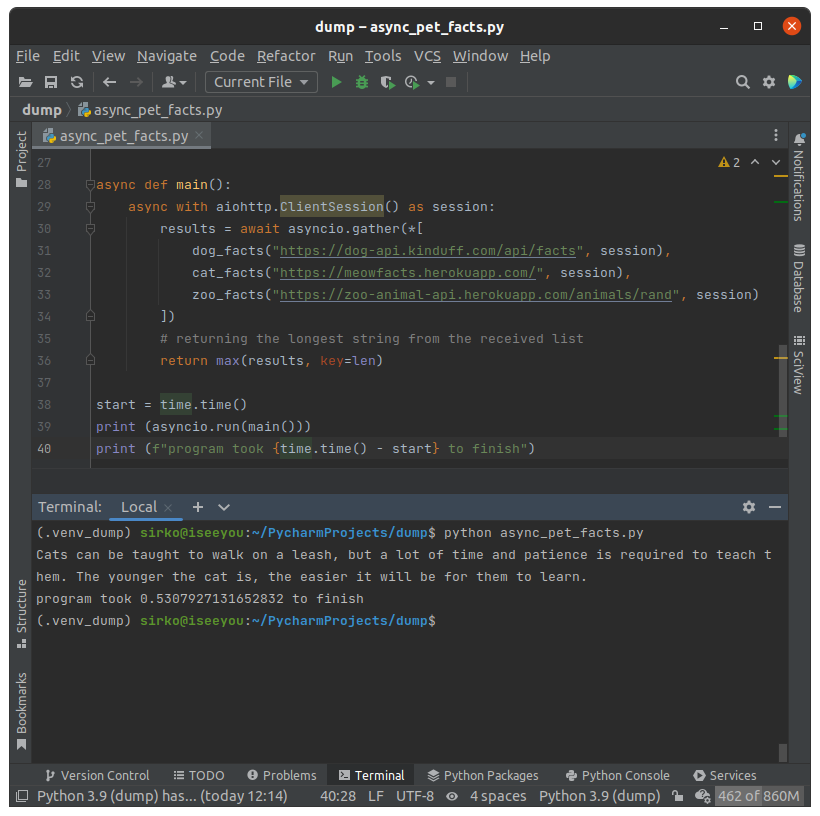 dump – async_pet_facts.py
File Edit View Navigate Code Refactor Run Tools VCS Window Help
Current File
dump async_pet_facts.py
Project
async_pet_facts.py
2
27
28 async def main():
29 async with aiohttp.ClientSession() as session:
30 results = await asyncio.gather(*[
31 dog_facts("https://dog-api.kinduff.com/api/facts", session),
32 cat_facts("https://meowfacts.herokuapp.com/", session),
33 zoo_facts("https://zoo-animal-api.herokuapp.com/animals/rand", session)
34 ])
35 # returning the longest string from the received list
36 return max(results, key=len)
37
38 start = time.time()
39 print (asyncio.run(main()))
40 print (f"program took {time.time() - start} to finish")
Notifications
Database
SciView
Terminal: Local
(.venv_dump) sirko@iseeyou:~/PycharmProjects/dump$ python async_pet_facts.py
Cats can be taught to walk on a leash, but a lot of time and patience is required to teach t
hem. The younger the cat is, the easier it will be for them to learn.
program took 0.5307927131652832 to finish
(.venv_dump) sirko@iseeyou:~/PycharmProjects/dump$
Structure
Bookmarks
Version Control TODO Problems Terminal Python Packages Python Console Services
Python 3.9 (dump) has... (today 12:14) 40:28 LF UTF-8 4 spaces Python 3.9 (dump) 462 of 860M